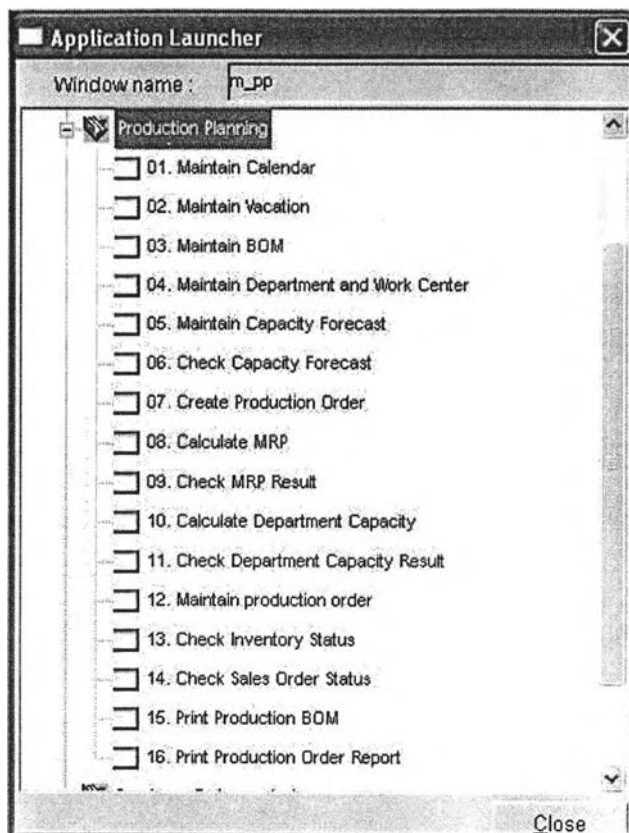 Application Launcher
Window name : m_pp
Production Planning
01. Maintain Calendar
02. Maintain Vacation
03. Maintain BOM
04. Maintain Department and Work Center
05. Maintain Capacity Forecast
06. Check Capacity Forecast
07. Create Production Order
08. Calculate MRP
09. Check MRP Result
10. Calculate Department Capacity
11. Check Department Capacity Result
12. Maintain production order
13. Check Inventory Status
14. Check Sales Order Status
15. Print Production BOM
16. Print Production Order Report
Close